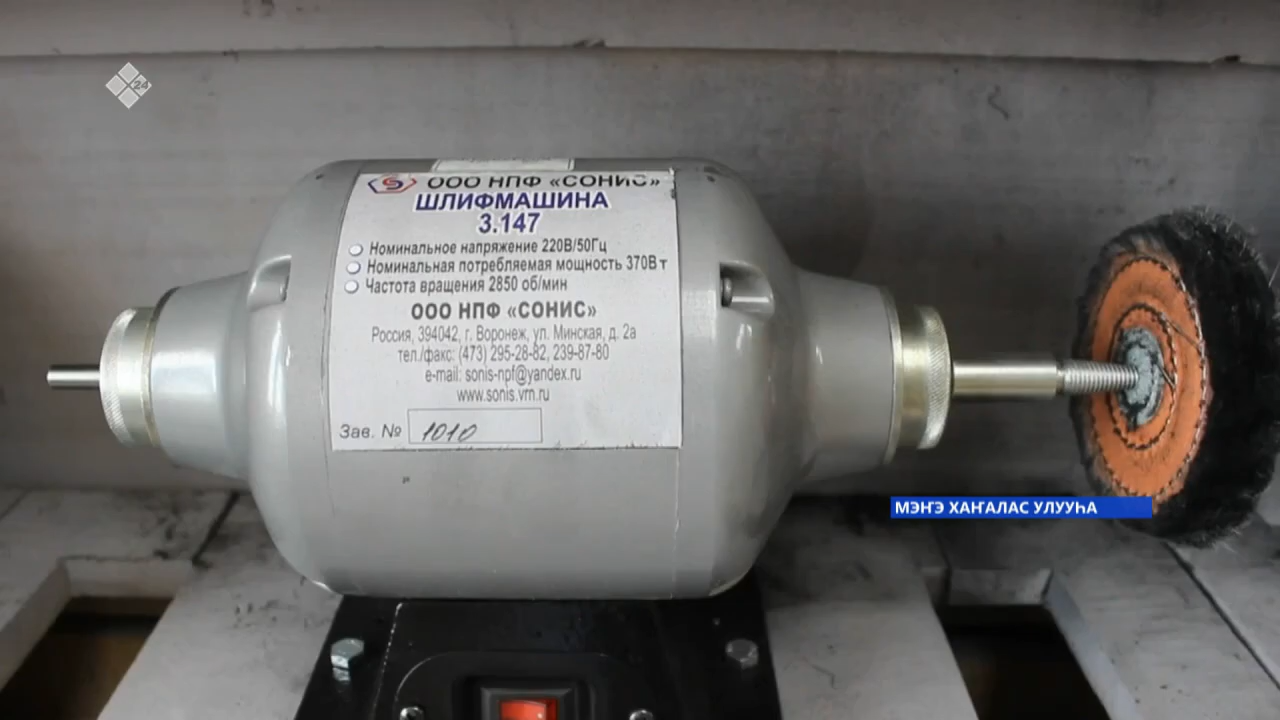 24
ООО НПФ «СОНИС»
ШЛИФМАШИНА
3.147
Номинальное напряжение 220В/50Гц
Номинальная потребляемая мощность 370Вт
Частота вращения 2850 об/мин
ООО НПФ «СОНИС»
Россия, 394042, г. Воронеж, ул. Минская, д. 2а
тел./факс: (473) 295-28-82, 239-87-80
e-mail: sonis-npf@yandex.ru
www.sonis.vrn.ru
Зав. № 1010
МЭҤЭ ХАҤАЛАС УЛУУҺА